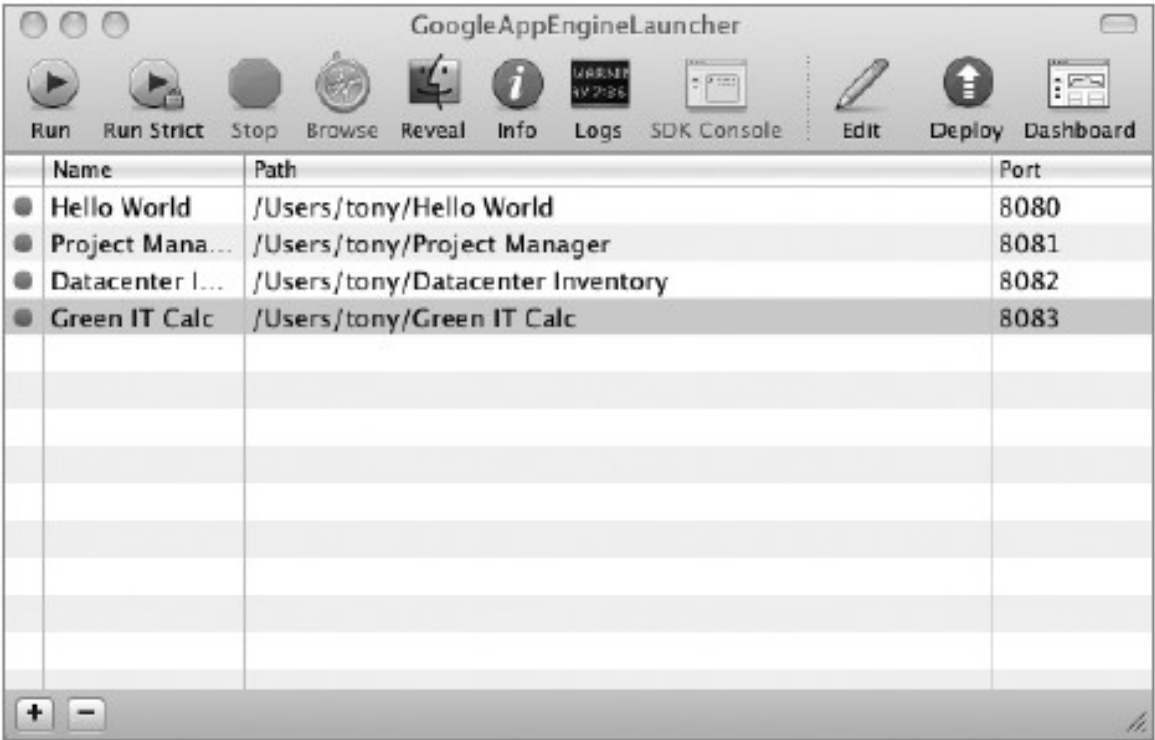 GoogleAppEngineLauncher
Run Run Strict Stop Browse Reveal Info Logs SDK Console Edit Deploy Dashboard
Name Path Port
Hello World /Users/tony/Hello World 8080
Project Mana... /Users/tony/Project Manager 8081
Datacenter I... /Users/tony/Datacenter Inventory 8082
Green IT Calc /Users/tony/Green IT Calc 8083